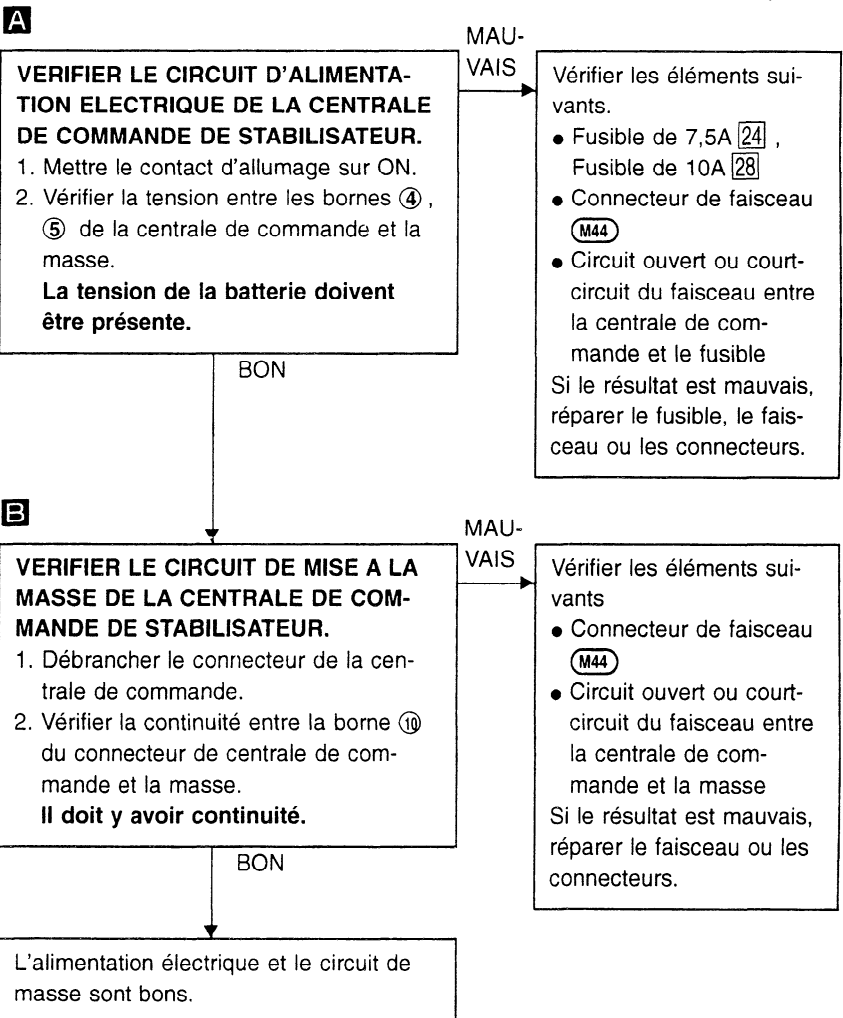 A
MAU-
VAIS
VERIFIER LE CIRCUIT D'ALIMENTA-
TION ELECTRIQUE DE LA CENTRALE
DE COMMANDE DE STABILISATEUR.
1. Mettre le contact d'allumage sur ON.
2. Vérifier la tension entre les bornes ④ ,
⑤ de la centrale de commande et la
masse.
La tension de la batterie doivent
être présente.
Vérifier les éléments sui-
vants.
● Fusible de 7,5A 24 ,
Fusible de 10A 28
● Connecteur de faisceau
M44
● Circuit ouvert ou court-
circuit du faisceau entre
la centrale de com-
mande et le fusible
Si le résultat est mauvais,
réparer le fusible, le fais-
ceau ou les connecteurs.
BON
B
MAU-
VAIS
VERIFIER LE CIRCUIT DE MISE A LA
MASSE DE LA CENTRALE DE COM-
MANDE DE STABILISATEUR.
1. Débrancher le connecteur de la cen-
trale de commande.
2. Vérifier la continuité entre la borne ⑩
du connecteur de centrale de com-
mande et la masse.
Il doit y avoir continuité.
Vérifier les éléments sui-
vants
● Connecteur de faisceau
M44
● Circuit ouvert ou court-
circuit du faisceau entre
la centrale de com-
mande et la masse
Si le résultat est mauvais,
réparer le faisceau ou les
connecteurs.
BON
L'alimentation électrique et le circuit de
masse sont bons.